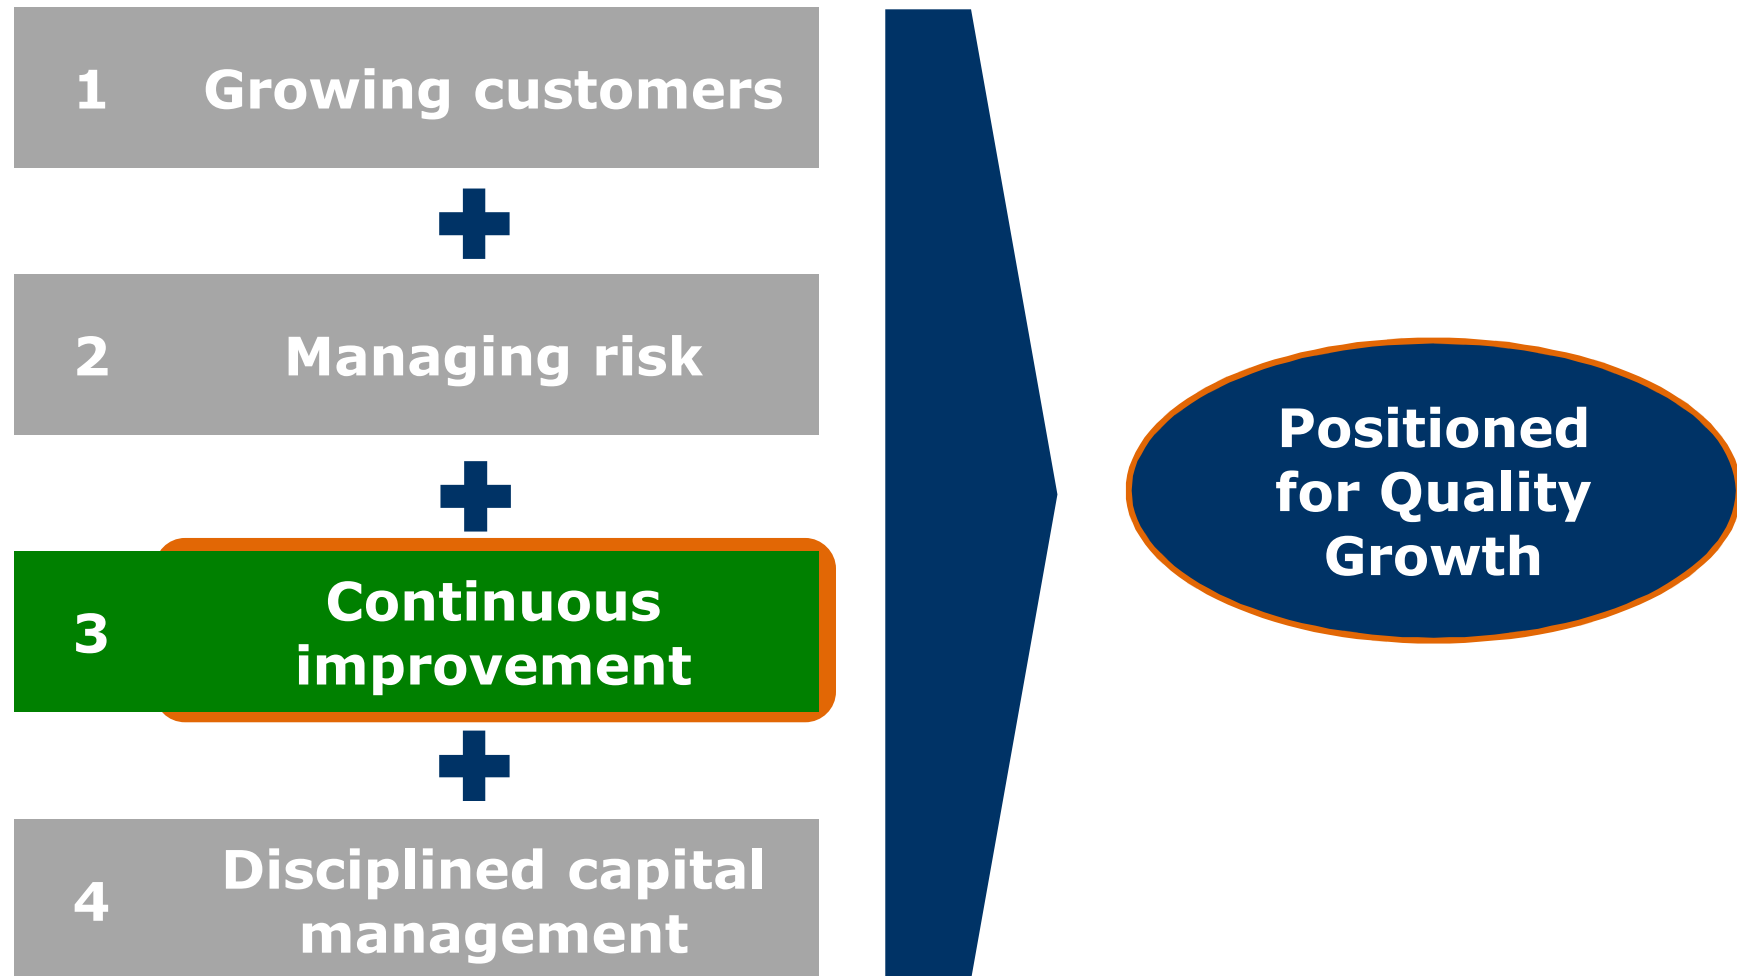 1 Growing customers
2 Managing risk
3 Continuous
improvement
4 Disciplined capital
management
Positioned
for Quality
Growth